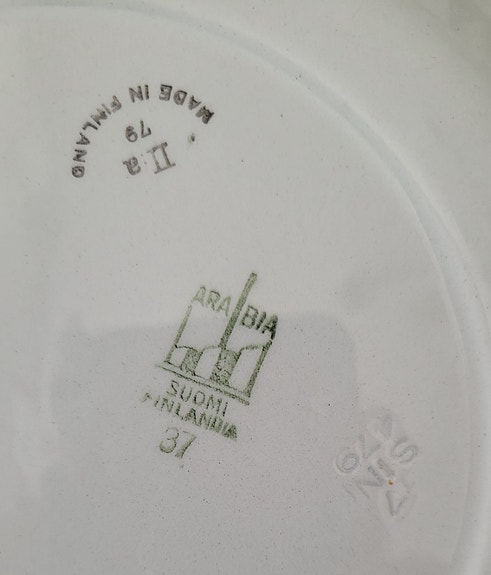 MADE IN FINLAND
79
II a
ARABIA
SUOMI
FINLANDIA
37